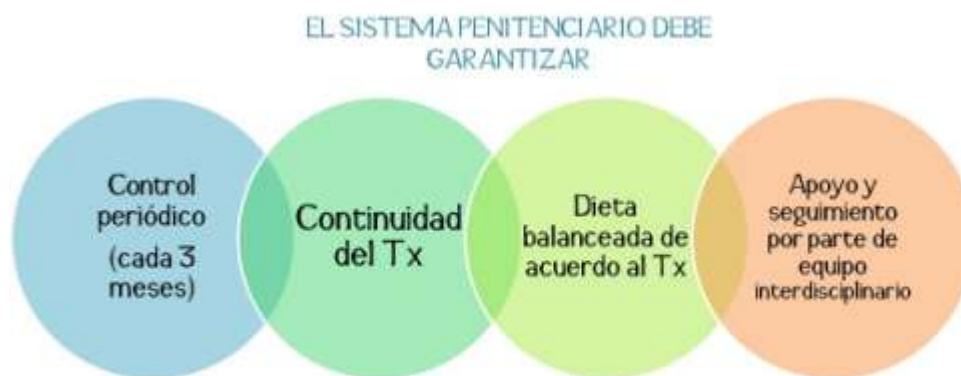 EL SISTEMA PENITENCIARIO DEBE
GARANTIZAR
Control
periódico
(cada 3
meses)
Continuidad
del Tx
Dieta
balanceada de
acuerdo al Tx
Apoyo y
seguimiento
por parte de
equipo
interdisciplinario